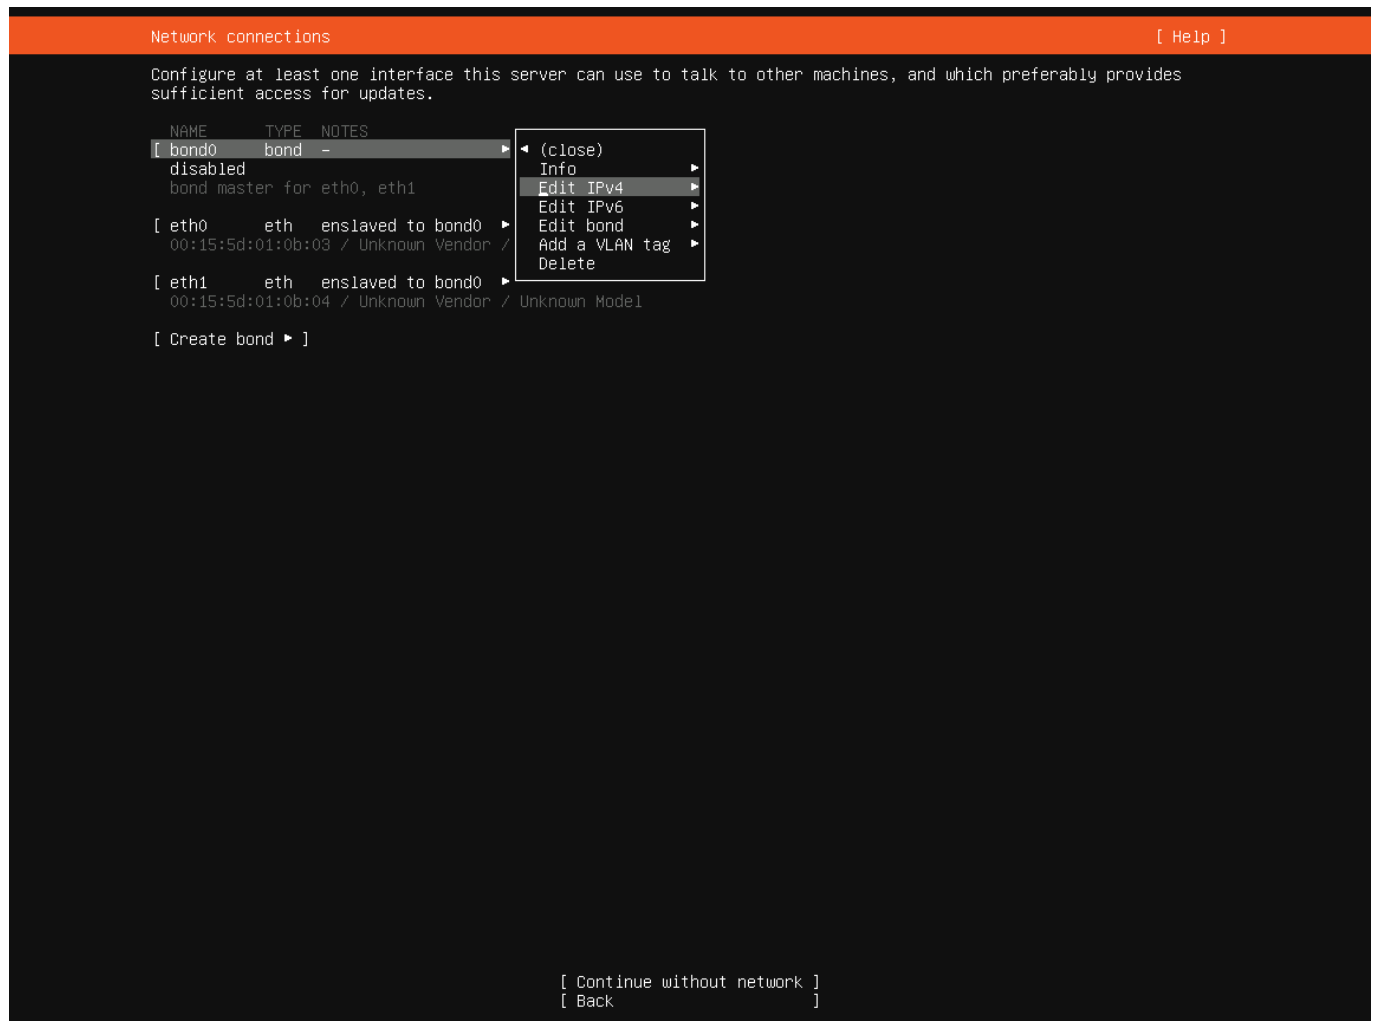 Network connections [ Help ]
Configure at least one interface this server can use to talk to other machines, and which preferably provides
sufficient access for updates.
NAME TYPE NOTES
[ bond0 bond – ▸
disabled
bond master for eth0, eth1
[ eth0 eth enslaved to bond0 ▸
00:15:5d:01:0b:03 / Unknown Vendor /
[ eth1 eth enslaved to bond0 ▸
00:15:5d:01:0b:04 / Unknown Vendor / Unknown Model
[ Create bond ▸ ]
◂ (close)
Info ▸
Edit IPv4 ▸
Edit IPv6 ▸
Edit bond ▸
Add a VLAN tag ▸
Delete
[ Continue without network ]
[ Back ]